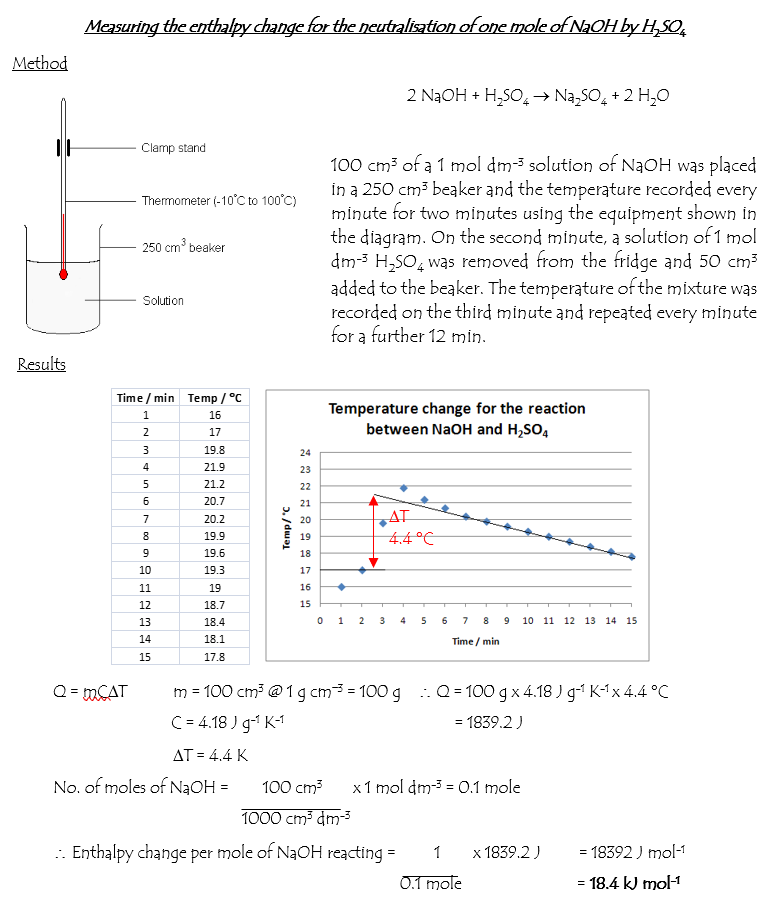 Measuring the enthalpy change for the neutralisation of one mole of NaOH by H₂SO₄
Method
2 NaOH + H₂SO₄ → Na₂SO₄ + 2 H₂O
Clamp stand
Thermometer (-10°C to 100°C)
250 cm³ beaker
Solution
100 cm³ of a 1 mol dm⁻³ solution of NaOH was placed
in a 250 cm³ beaker and the temperature recorded every
minute for two minutes using the equipment shown in
the diagram. On the second minute, a solution of 1 mol
dm⁻³ H₂SO₄ was removed from the fridge and 50 cm³
added to the beaker. The temperature of the mixture was
recorded on the third minute and repeated every minute
for a further 12 min.
Results
Time / min Temp / °C
1 16
2 17
3 19.8
4 21.9
5 21.2
6 20.7
7 20.2
8 19.9
9 19.6
10 19.3
11 19
12 18.7
13 18.4
14 18.1
15 17.8
Temperature change for the reaction
between NaOH and H₂SO₄
Temp / °C
24
23
22
21
20
19
18
17
16
15
ΔT
4.4 °C
0 1 2 3 4 5 6 7 8 9 10 11 12 13 14 15
Time / min
Q = mCΔT m = 100 cm³ @ 1 g cm⁻³ = 100 g ∴ Q = 100 g x 4.18 J g⁻¹ K⁻¹ x 4.4 °C
C = 4.18 J g⁻¹ K⁻¹ = 1839.2 J
ΔT = 4.4 K
No. of moles of NaOH = 100 cm³ x 1 mol dm⁻³ = 0.1 mole
1000 cm³ dm⁻³
∴ Enthalpy change per mole of NaOH reacting = 1 x 1839.2 J = 18392 J mol⁻¹
0.1 mole = 18.4 kJ mol⁻¹